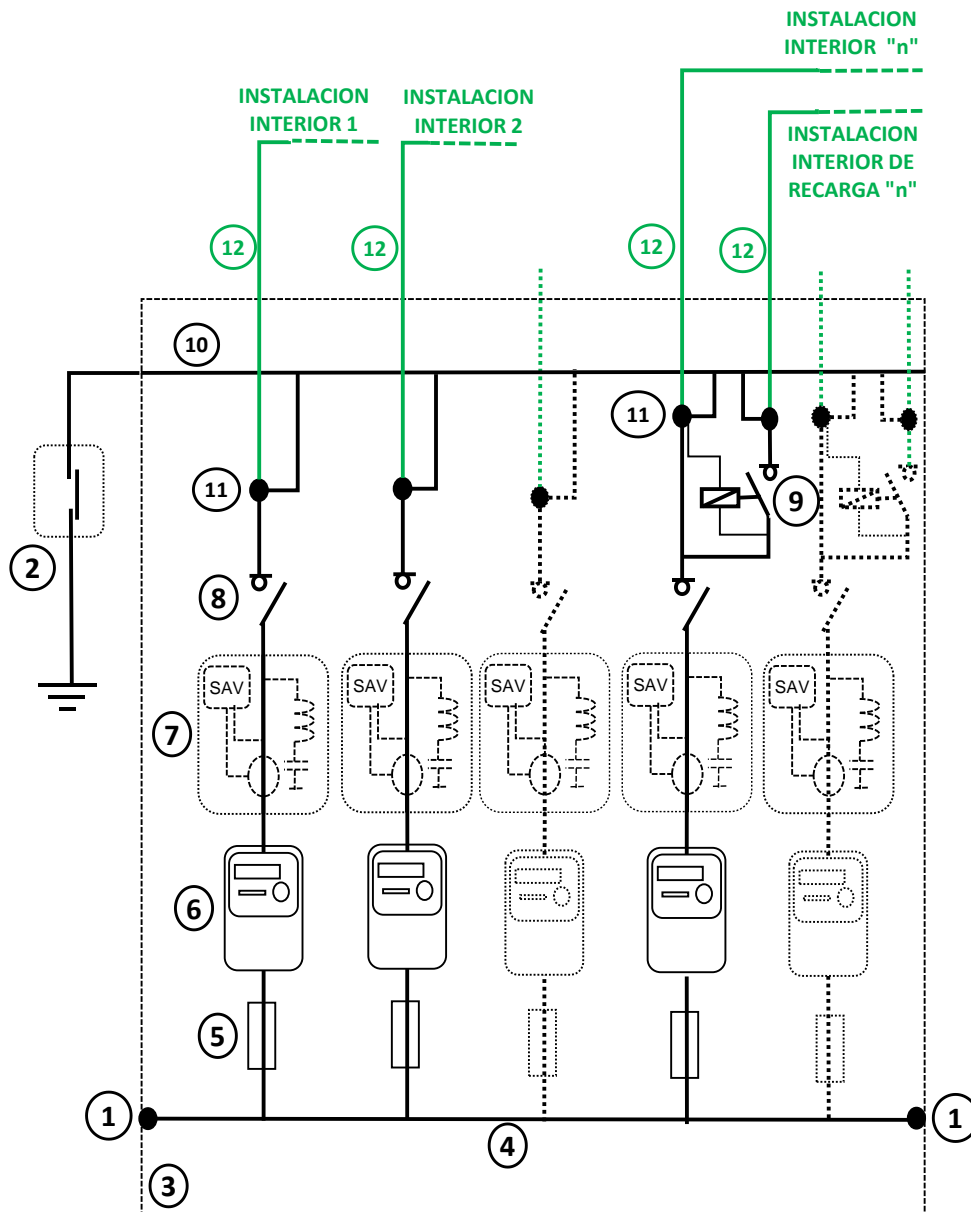 INSTALACION
INTERIOR "n"
INSTALACION
INTERIOR 1
INSTALACION
INTERIOR 2
INSTALACION
INTERIOR DE
RECARGA "n"
12
12
12
12
10
11
11
9
2
8
SAV
SAV
SAV
SAV
SAV
7
6
5
1
1
4
3